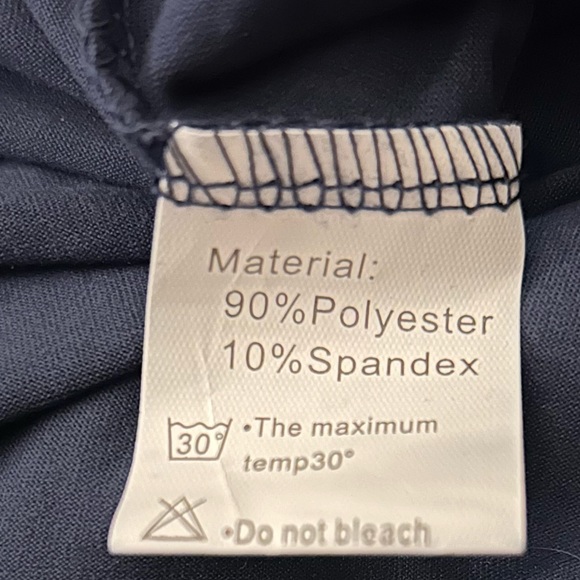 Material:
90%Polyester
10%Spandex
30° •The maximum
temp30°
•Do not bleach